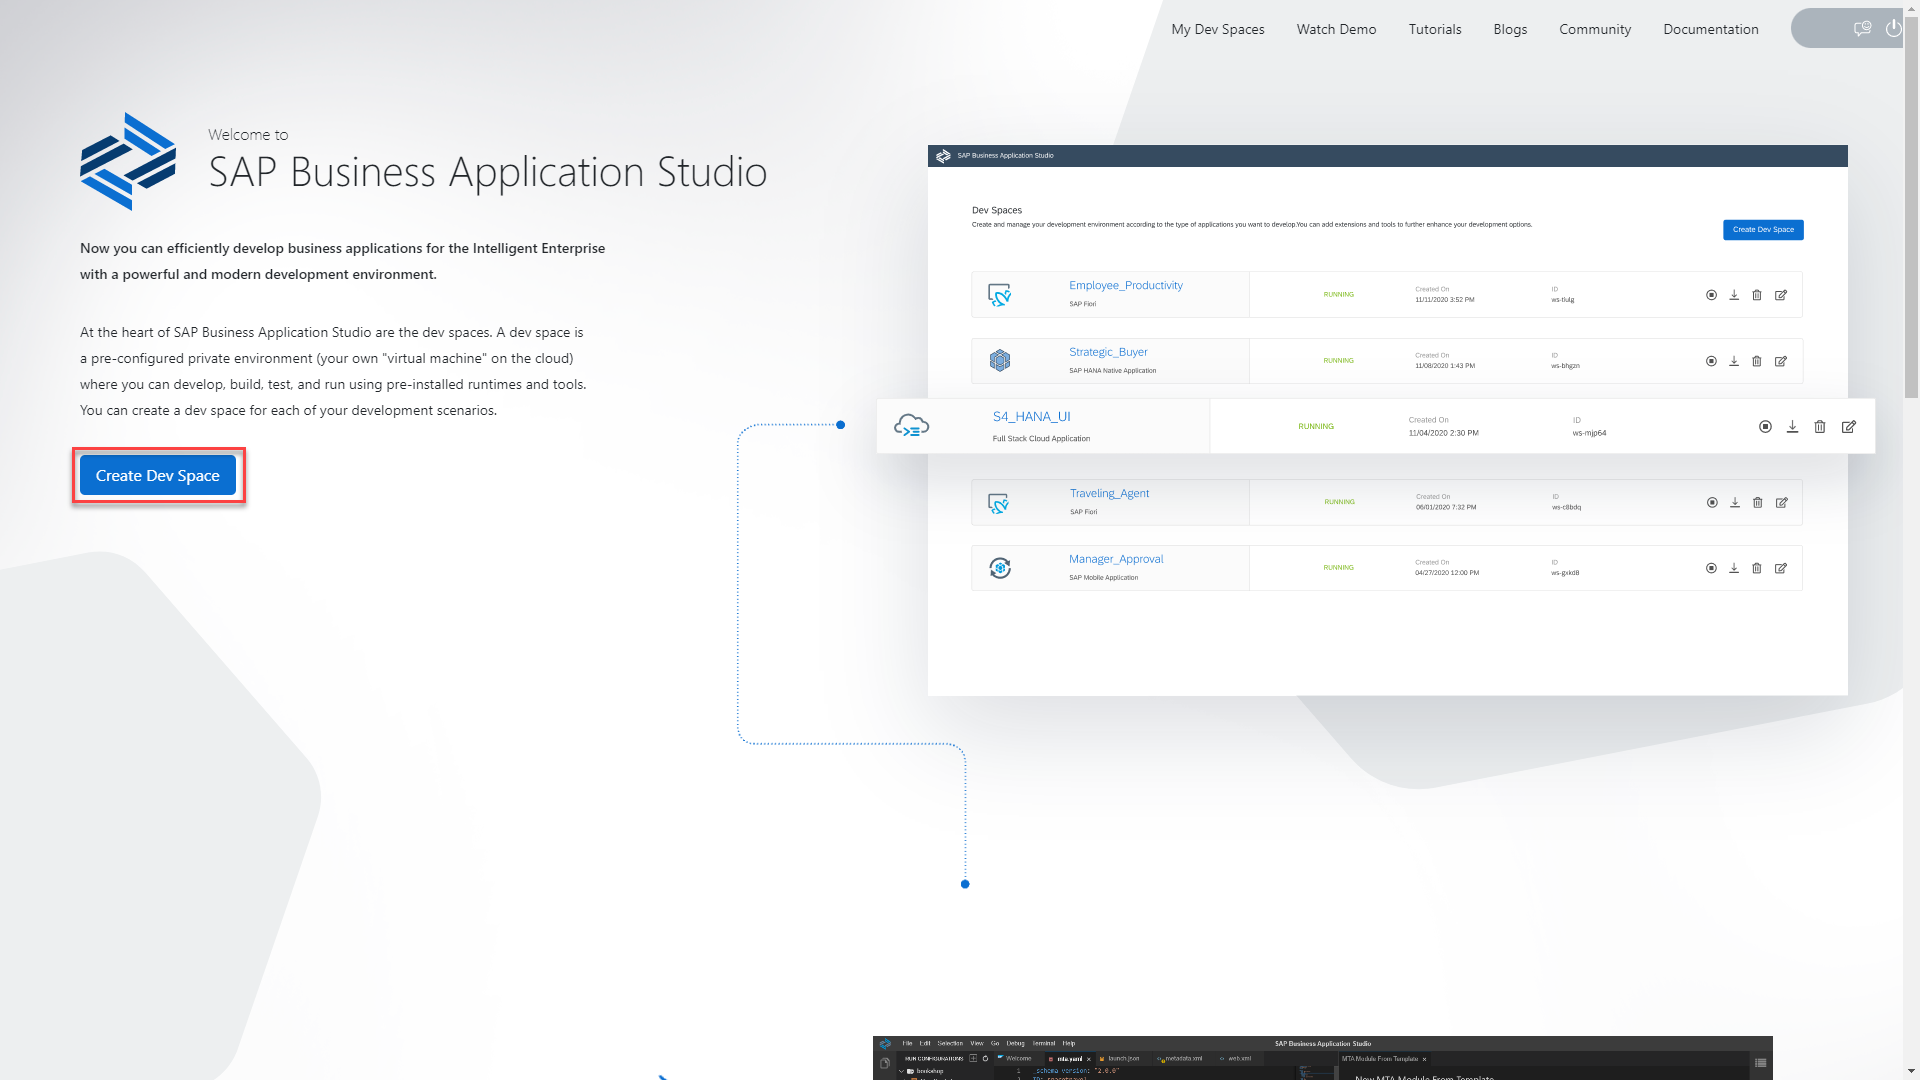 My Dev Spaces Watch Demo Tutorials Blogs Community Documentation
Welcome to
SAP Business Application Studio
Now you can efficiently develop business applications for the Intelligent Enterprise
with a powerful and modern development environment.
At the heart of SAP Business Application Studio are the dev spaces. A dev space is
a pre-configured private environment (your own "virtual machine" on the cloud)
where you can develop, build, test, and run using pre-installed runtimes and tools.
You can create a dev space for each of your development scenarios.
Create Dev Space
SAP Business Application Studio
Dev Spaces
Create and manage your development environment according to the type of applications you want to develop.You can add extensions and tools to further enhance your development options.
Create Dev Space
Employee_Productivity
SAP Fiori
RUNNING
Created On
11/11/2020 3:52 PM
ID
ws-tlulg
Strategic_Buyer
SAP HANA Native Application
RUNNING
Created On
11/08/2020 1:43 PM
ID
ws-bhgzn
S4_HANA_UI
Full Stack Cloud Application
RUNNING
Created On
11/04/2020 2:30 PM
ID
ws-mjp64
Traveling_Agent
SAP Fiori
RUNNING
Created On
06/01/2020 7:32 PM
ID
ws-c8bdq
Manager_Approval
SAP Mobile Application
RUNNING
Created On
04/27/2020 12:00 PM
ID
ws-gxkd8
File Edit Selection View Go Debug Terminal Help SAP Business Application Studio
RUN CONFIGURATIONS Welcome mta.yaml launch.json metadata.xml web.xml MTA Module From Template
bookshop 1 _schema version: "2.0.0"
New MTA Module From Template